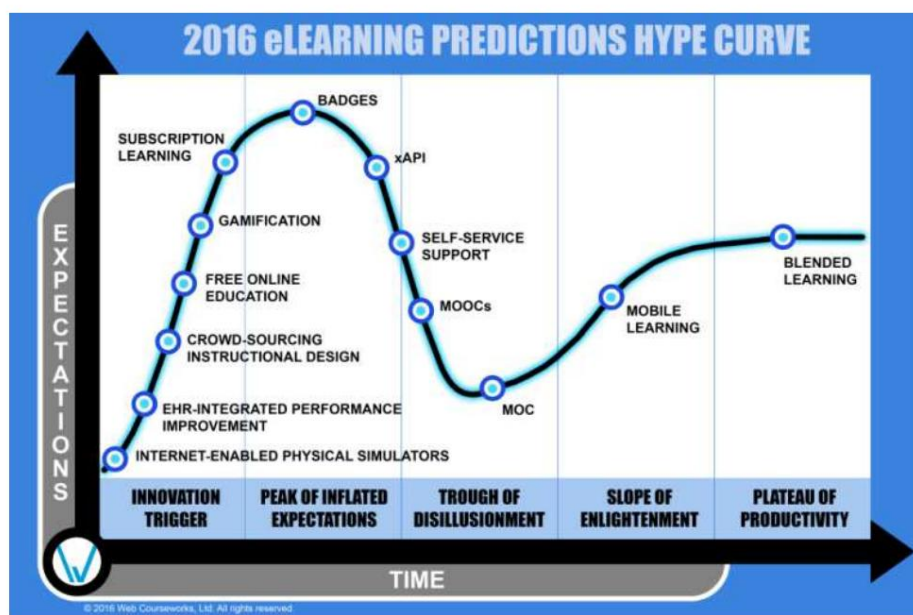 2016 eLEARNING PREDICTIONS HYPE CURVE
BADGES
SUBSCRIPTION
LEARNING
xAPI
GAMIFICATION
SELF-SERVICE
SUPPORT
FREE ONLINE
EDUCATION
MOOCs
BLENDED
LEARNING
MOBILE
LEARNING
CROWD-SOURCING
INSTRUCTIONAL DESIGN
MOC
EHR-INTEGRATED PERFORMANCE
IMPROVEMENT
INTERNET-ENABLED PHYSICAL SIMULATORS
EXPECTATIONS
INNOVATION
TRIGGER
PEAK OF INFLATED
EXPECTATIONS
TROUGH OF
DISILLUSIONMENT
SLOPE OF
ENLIGHTENMENT
PLATEAU OF
PRODUCTIVITY
TIME
W
© 2016 Web Courseworks, Ltd. All rights reserved.